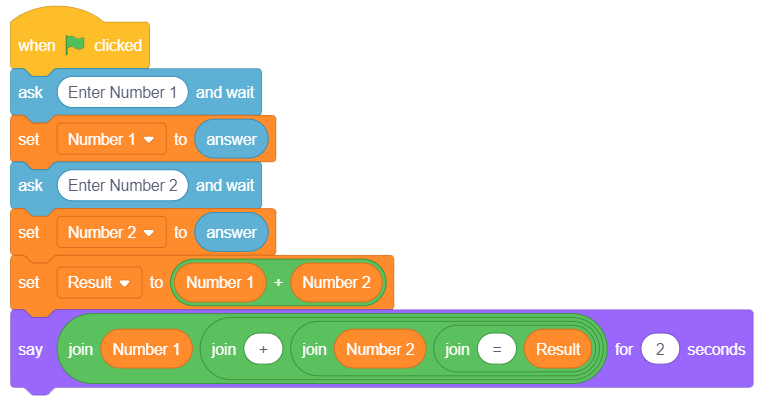 when clicked
ask Enter Number 1 and wait
set Number 1 to answer
ask Enter Number 2 and wait
set Number 2 to answer
set Result to Number 1 + Number 2
say join Number 1 join + join Number 2 join = Result for 2 seconds